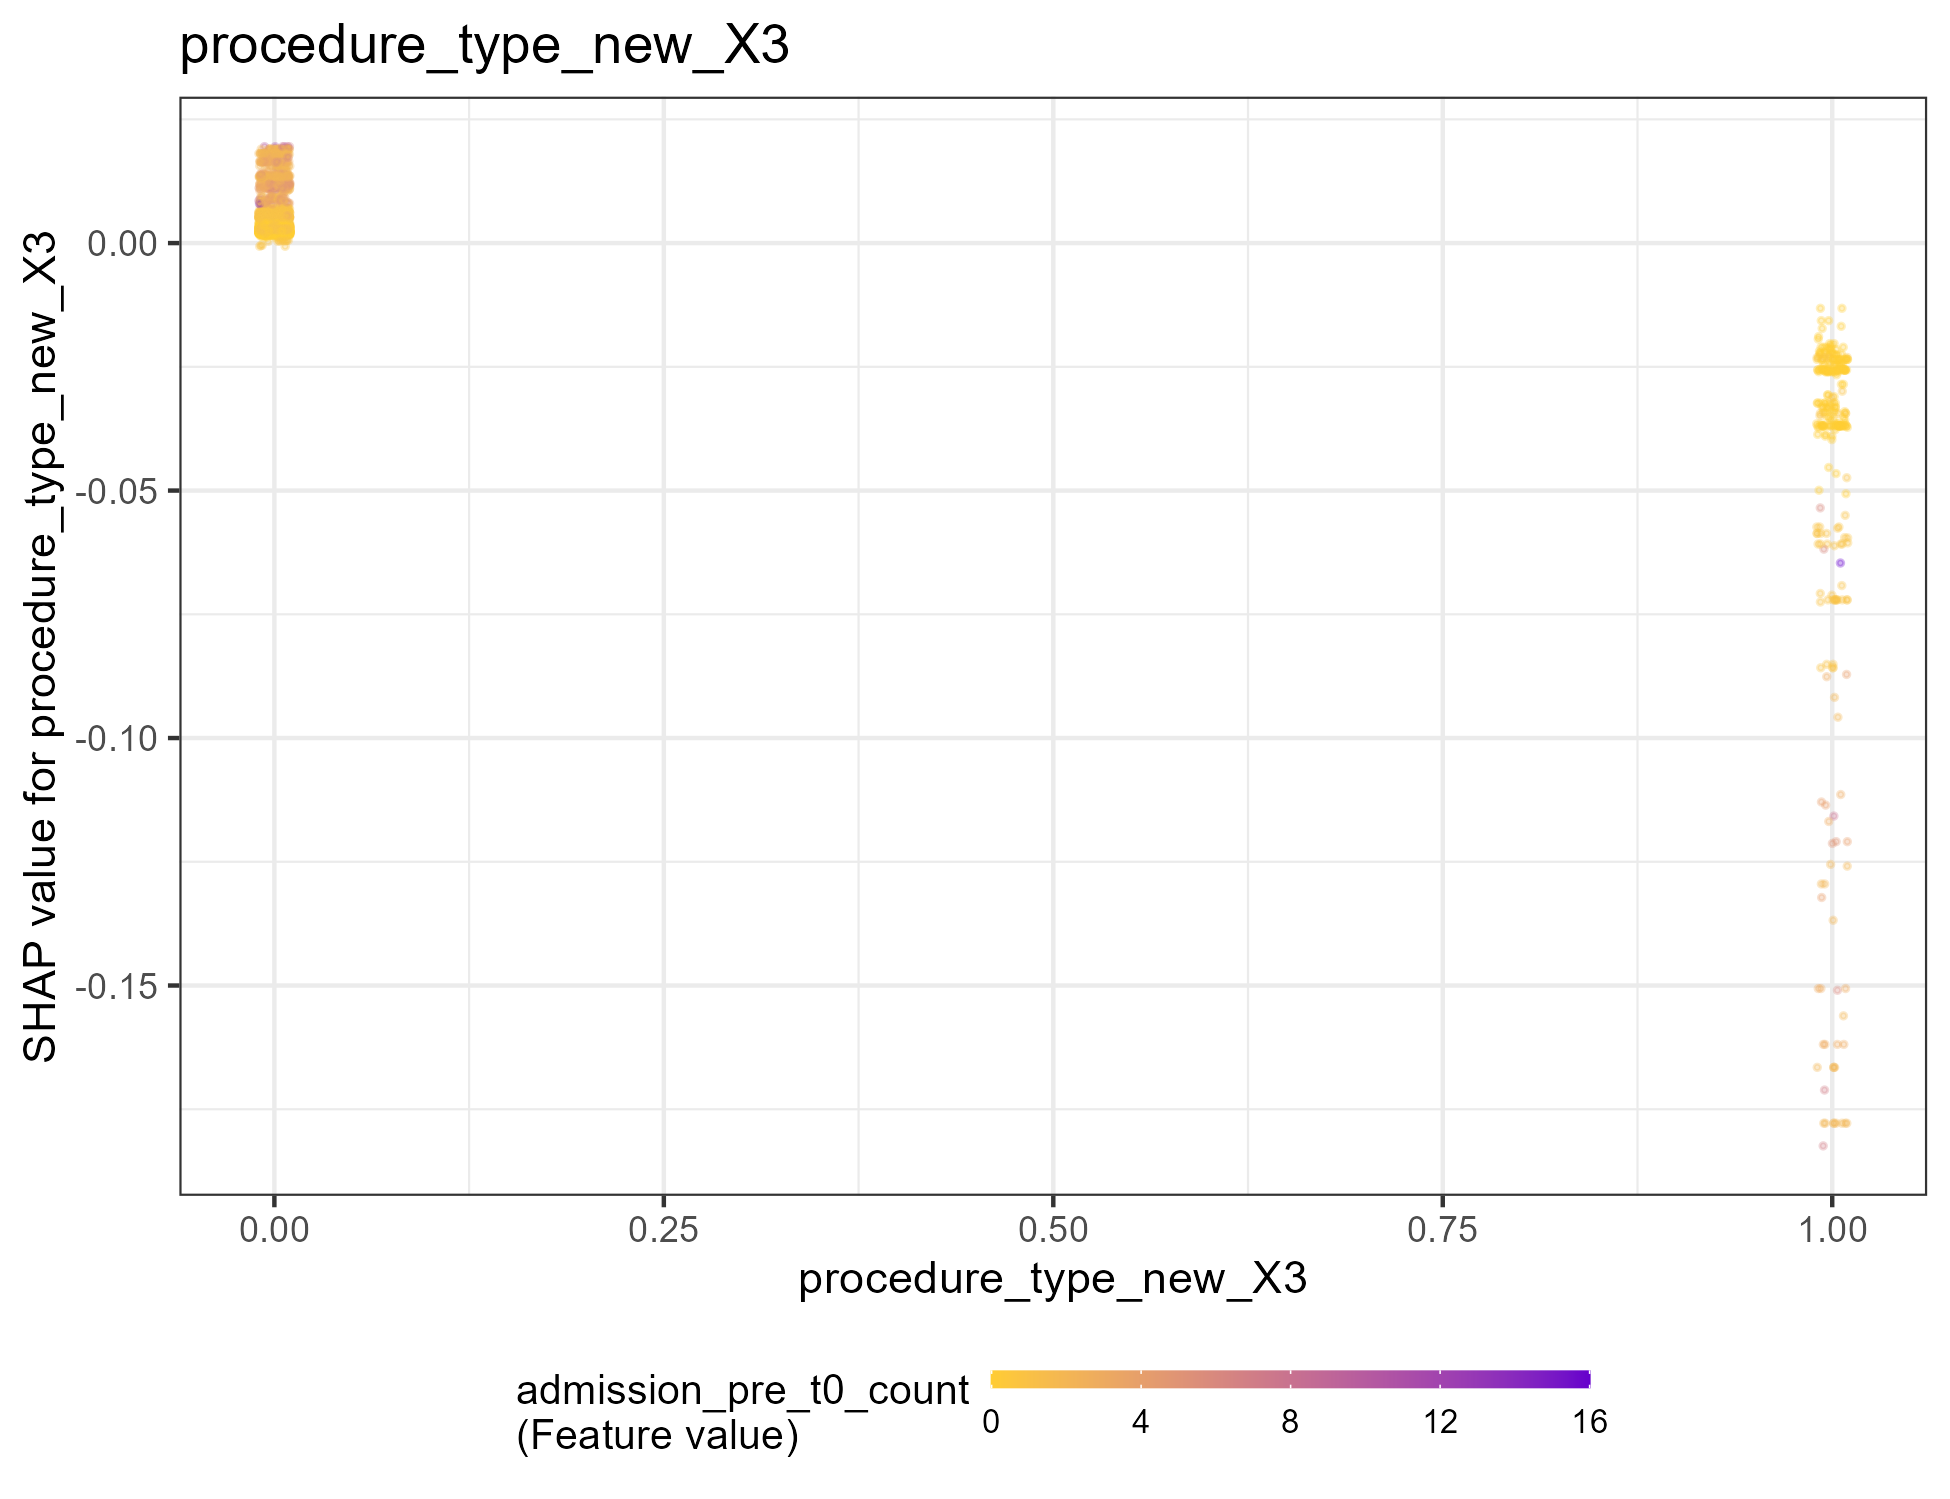 procedure_type_new_X3
SHAP value for procedure_type_new_X3
0.00
-0.05
-0.10
-0.15
0.00 0.25 0.50 0.75 1.00
procedure_type_new_X3
admission_pre_t0_count
(Feature value)
0 4 8 12 16